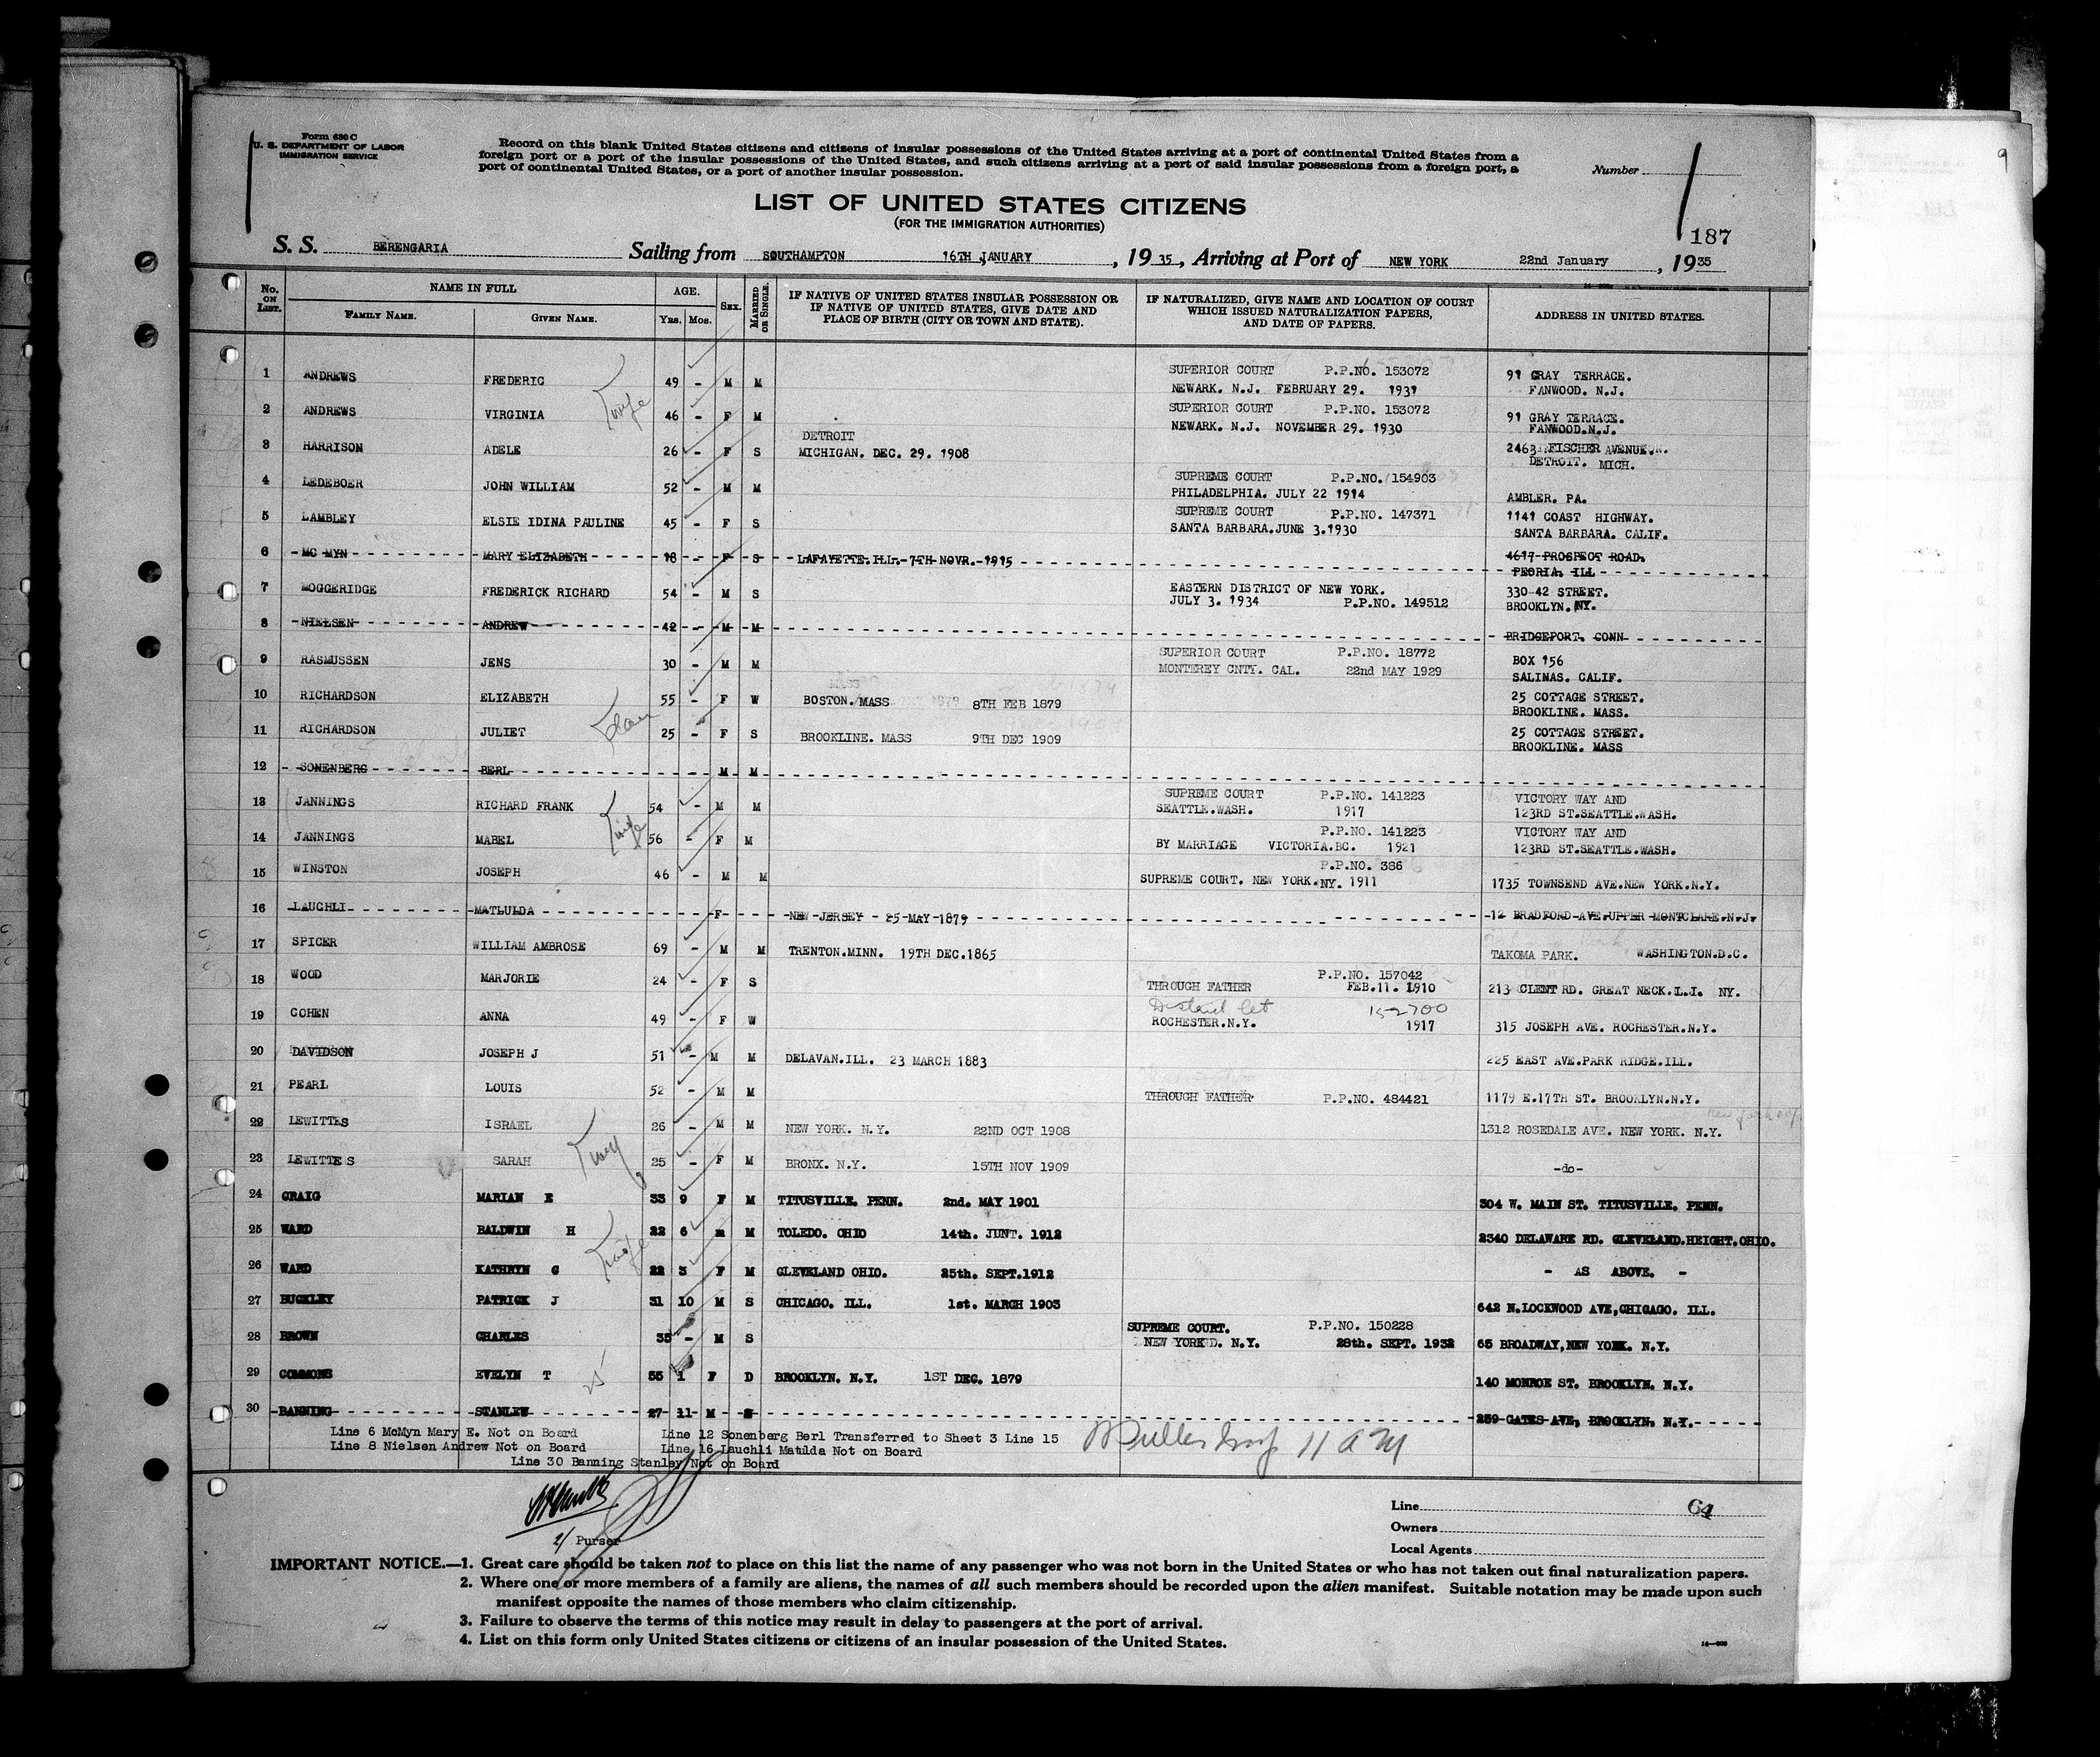 Form 630 C
U. S. DEPARTMENT OF LABOR
IMMIGRATION SERVICE
Record on this blank United States citizens and citizens of insular possessions of the United States arriving at a port of continental United States from a
foreign port or a port of the insular possessions of the United States, and such citizens arriving at a port of said insular possessions from a foreign port, a
port of continental United States, or a port of another insular possession.
Number
LIST OF UNITED STATES CITIZENS
(FOR THE IMMIGRATION AUTHORITIES)
187
S. S. BERENGARIA Sailing from SOUTHAMPTON 16TH JANUARY, 1935, Arriving at Port of NEW YORK 22nd January, 1935
No. ON LIST. NAME IN FULL FAMILY NAME. GIVEN NAME. AGE. Yrs. Mos. SEX. MARRIED OR SINGLE.
IF NATIVE OF UNITED STATES INSULAR POSSESSION OR
IF NATIVE OF UNITED STATES, GIVE DATE AND
PLACE OF BIRTH (CITY OR TOWN AND STATE).
IF NATURALIZED, GIVE NAME AND LOCATION OF COURT
WHICH ISSUED NATURALIZATION PAPERS,
AND DATE OF PAPERS.
ADDRESS IN UNITED STATES.
1 ANDREWS FREDERIC 49 - M M SUPERIOR COURT P.P.NO. 153072 91 GRAY TERRACE.
NEWARK. N.J. FEBRUARY 29. 1931 FANWOOD. N.J.
2 ANDREWS VIRGINIA 46 - F M SUPERIOR COURT P.P.NO. 153072 91 GRAY TERRACE.
NEWARK. N.J. NOVEMBER 29. 1930 FANWOOD.N.J.
3 HARRISON ADELE 26 - F S DETROIT 2463 FISCHER AVENUE.
MICHIGAN. DEC. 29. 1908 DETROIT. MICH.
4 LEDEBOER JOHN WILLIAM 52 - M M SUPREME COURT P.P.NO. 154903
PHILADELPHIA. JULY 22 1914 AMBLER. PA.
5 LAMBLEY ELSIE IDINA PAULINE 45 - F S SUPREME COURT P.P.NO. 147371 1141 COAST HIGHWAY.
SANTA BARBARA.JUNE 3.1930 SANTA BARBARA. CALIF.
6 MC MYN MARY ELIZABETH 18 - F S LAFAYETTE.ILL. 7TH NOVR. 1915 4617 PROSPECT ROAD.
PEORIA. ILL
7 MOGGERIDGE FREDERICK RICHARD 54 - M S EASTERN DISTRICT OF NEW YORK. 330-42 STREET.
JULY 3. 1934 P.P.NO. 149512 BROOKLYN. NY.
8 NIELSEN ANDREW 42 - M M BRIDGEPORT. CONN
9 RASMUSSEN JENS 30 - M M SUPERIOR COURT P.P.NO. 18772 BOX 156
MONTEREY CNTY. CAL. 22nd MAY 1929 SALINAS. CALIF.
10 RICHARDSON ELIZABETH 55 - F W BOSTON. MASS 8TH FEB 1879 25 COTTAGE STREET.
BROOKLINE. MASS.
11 RICHARDSON JULIET 25 - F S BROOKLINE. MASS 9TH DEC 1909 25 COTTAGE STREET.
BROOKLINE. MASS
12 SONENBERG BERL M M
13 JANNINGS RICHARD FRANK 54 - M M SUPREME COURT P.P.NO. 141223 VICTORY WAY AND
SEATTLE.WASH. 1917 123RD ST.SEATTLE.WASH.
14 JANNINGS MABEL 56 - F M P.P.NO. 141223 VICTORY WAY AND
BY MARRIAGE VICTORIA.BC. 1921 123RD ST.SEATTLE.WASH.
15 WINSTON JOSEPH 46 - M M P.P.NO. 386
SUPREME COURT. NEW YORK.NY. 1911 1735 TOWNSEND AVE.NEW YORK.N.Y.
16 LAUCHLI MATLULDA F NEW JERSEY 25 MAY 1879 12 BRADFORD AVE.UPPER MONTCLARE.N.J.
17 SPICER WILLIAM AMBROSE 69 - M M TRENTON.MINN. 19TH DEC.1865 TAKOMA PARK. WASHINGTON.D.C.
18 WOOD MARJORIE 24 - F S P.P.NO. 157042
THROUGH FATHER FEB.11. 1910 213 CLENT RD. GREAT NECK.L.I. NY.
19 COHEN ANNA 49 - F W 152700
ROCHESTER.N.Y. 1917 315 JOSEPH AVE. ROCHESTER.N.Y.
20 DAVIDSON JOSEPH J 51 - M M DELAVAN.ILL. 23 MARCH 1883 225 EAST AVE.PARK RIDGE.ILL.
21 PEARL LOUIS 52 - M M THROUGH FATHER P.P.NO. 484421 1179 E.17TH ST. BROOKLYN.N.Y.
22 LEWITTES ISRAEL 26 - M M NEW YORK. N.Y. 22ND OCT 1908 1312 ROSEDALE AVE. NEW YORK. N.Y.
23 LEWITTES SARAH 25 - F M BRONX. N.Y. 15TH NOV 1909 -do-
24 CRAIG MARIAN E 33 9 F M TITUSVILLE. PENN. 2nd. MAY 1901 304 W. MAIN ST. TITUSVILLE. PENN.
25 WARD BALDWIN H 22 6 M M TOLEDO. OHIO 14th. JUNT. 1912 2340 DELAWARE RD. CLEVELAND.HEIGHT.OHIO.
26 WARD KATHRYN G 22 3 F M CLEVELAND OHIO. 25th. SEPT.1912 - AS ABOVE. -
27 BUCKLEY PATRICK J 31 10 M S CHICAGO. ILL. 1st. MARCH 1903 642 N.LOCKWOOD AVE,CHICAGO. ILL.
28 BROWN CHARLES 35 - M S SUPREME COURT. P.P.NO. 150228
NEW YORK D. N.Y. 28th. SEPT. 1932 65 BROADWAY,NEW YORK. N.Y.
29 COMMONS EVELYN T 55 1 F D BROOKLYN. N.Y. 1ST DEC. 1879 140 MONROE ST. BROOKLYN. N.Y.
30 BANNING STANLEY 27 11 M S 259 GATES AVE, BROOKLYN, N.Y.
Line 6 McMyn Mary E. Not on Board Line 12 Sonenberg Berl Transferred to Sheet 3 Line 15
Line 8 Nielsen Andrew Not on Board Line 16 Lauchli Matilda Not on Board
Line 30 Banning Stanley Not on Board
11 AM
Purser
Line 64
Owners
Local Agents
IMPORTANT NOTICE.—1. Great care should be taken not to place on this list the name of any passenger who was not born in the United States or who has not taken out final naturalization papers.
2. Where one or more members of a family are aliens, the names of all such members should be recorded upon the alien manifest. Suitable notation may be made upon such
manifest opposite the names of those members who claim citizenship.
3. Failure to observe the terms of this notice may result in delay to passengers at the port of arrival.
4. List on this form only United States citizens or citizens of an insular possession of the United States.